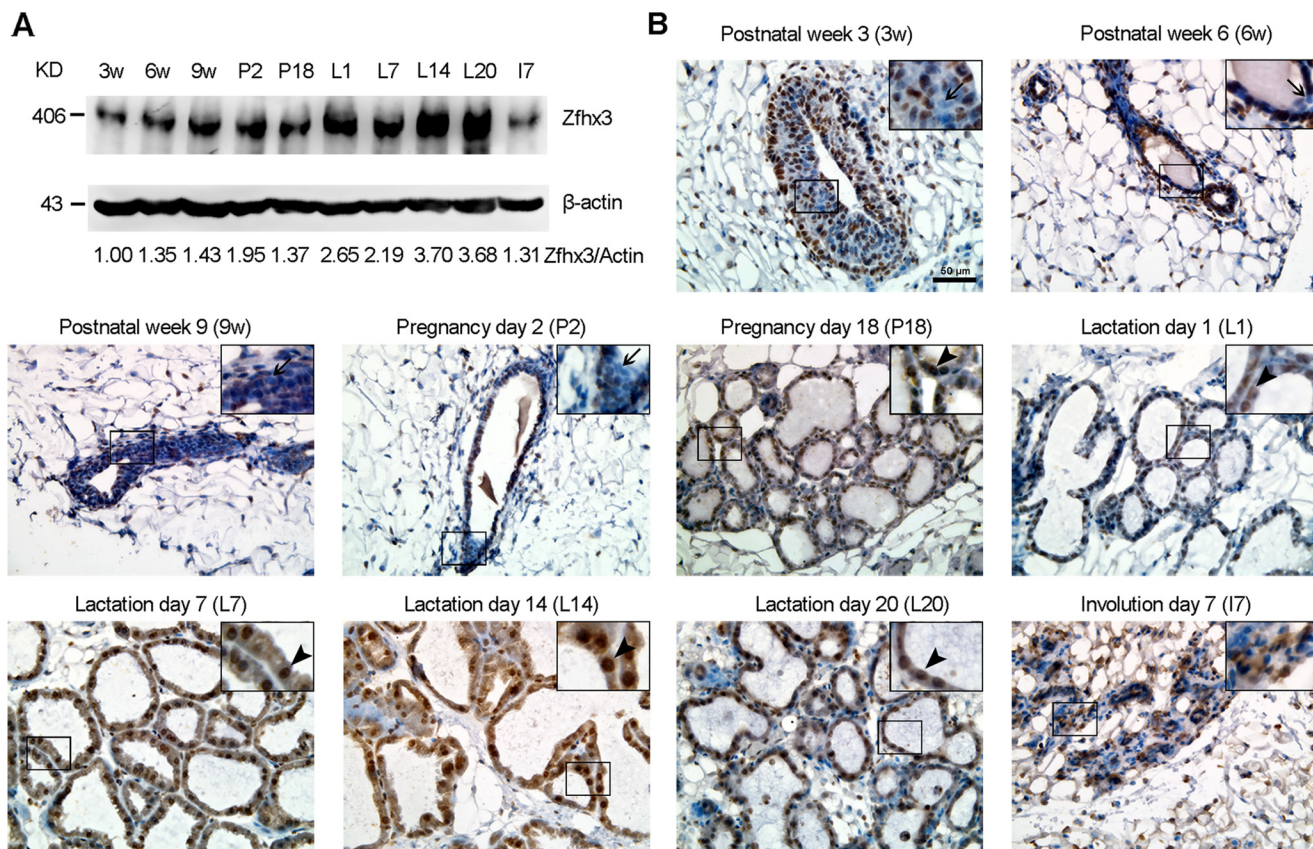 A
KD 3w 6w 9w P2 P18 L1 L7 L14 L20 I7
406 Zfhx3
43 β-actin
1.00 1.35 1.43 1.95 1.37 2.65 2.19 3.70 3.68 1.31 Zfhx3/Actin
B
Postnatal week 3 (3w) Postnatal week 6 (6w)
50 µm
Postnatal week 9 (9w) Pregnancy day 2 (P2) Pregnancy day 18 (P18) Lactation day 1 (L1)
Lactation day 7 (L7) Lactation day 14 (L14) Lactation day 20 (L20) Involution day 7 (I7)